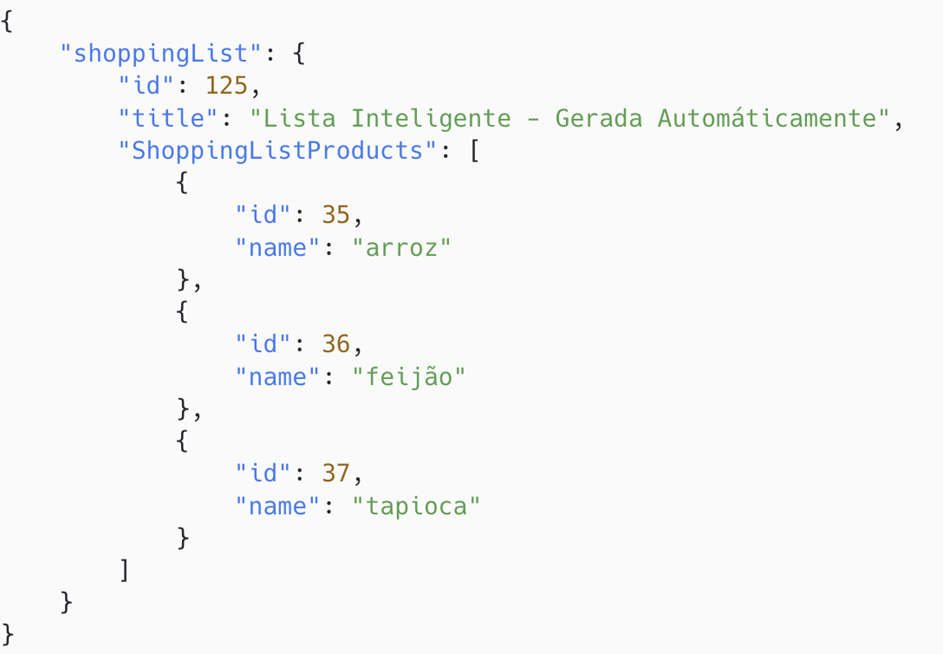 {
    "shoppingList": {
        "id": 125,
        "title": "Lista Inteligente - Gerada Automáticamente",
        "ShoppingListProducts": [
            {
                "id": 35,
                "name": "arroz"
            },
            {
                "id": 36,
                "name": "feijão"
            },
            {
                "id": 37,
                "name": "tapioca"
            }
        ]
    }
}